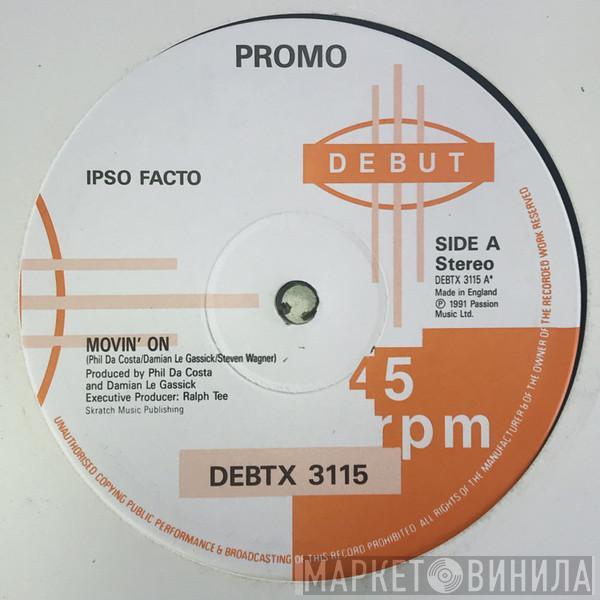 PROMO
DEBUT
IPSO FACTO
SIDE A
Stereo
DEBTX 3115 A*
Made in England
℗ 1991 Passion
Music Ltd.
MOVIN' ON
(Phil Da Costa/Damian Le Gassick/Steven Wagner)
Produced by Phil Da Costa
and Damian Le Gassick
Executive Producer: Ralph Tee
Skratch Music Publishing
45
rpm
DEBTX 3115
UNAUTHORISED COPYING PUBLIC PERFORMANCE & BROADCASTING OF THIS RECORD PROHIBITED. ALL RIGHTS OF THE MANUFACTURER & OF THE OWNER OF THE RECORDED WORK RESERVED
МАРКЕТ ВИНИЛА